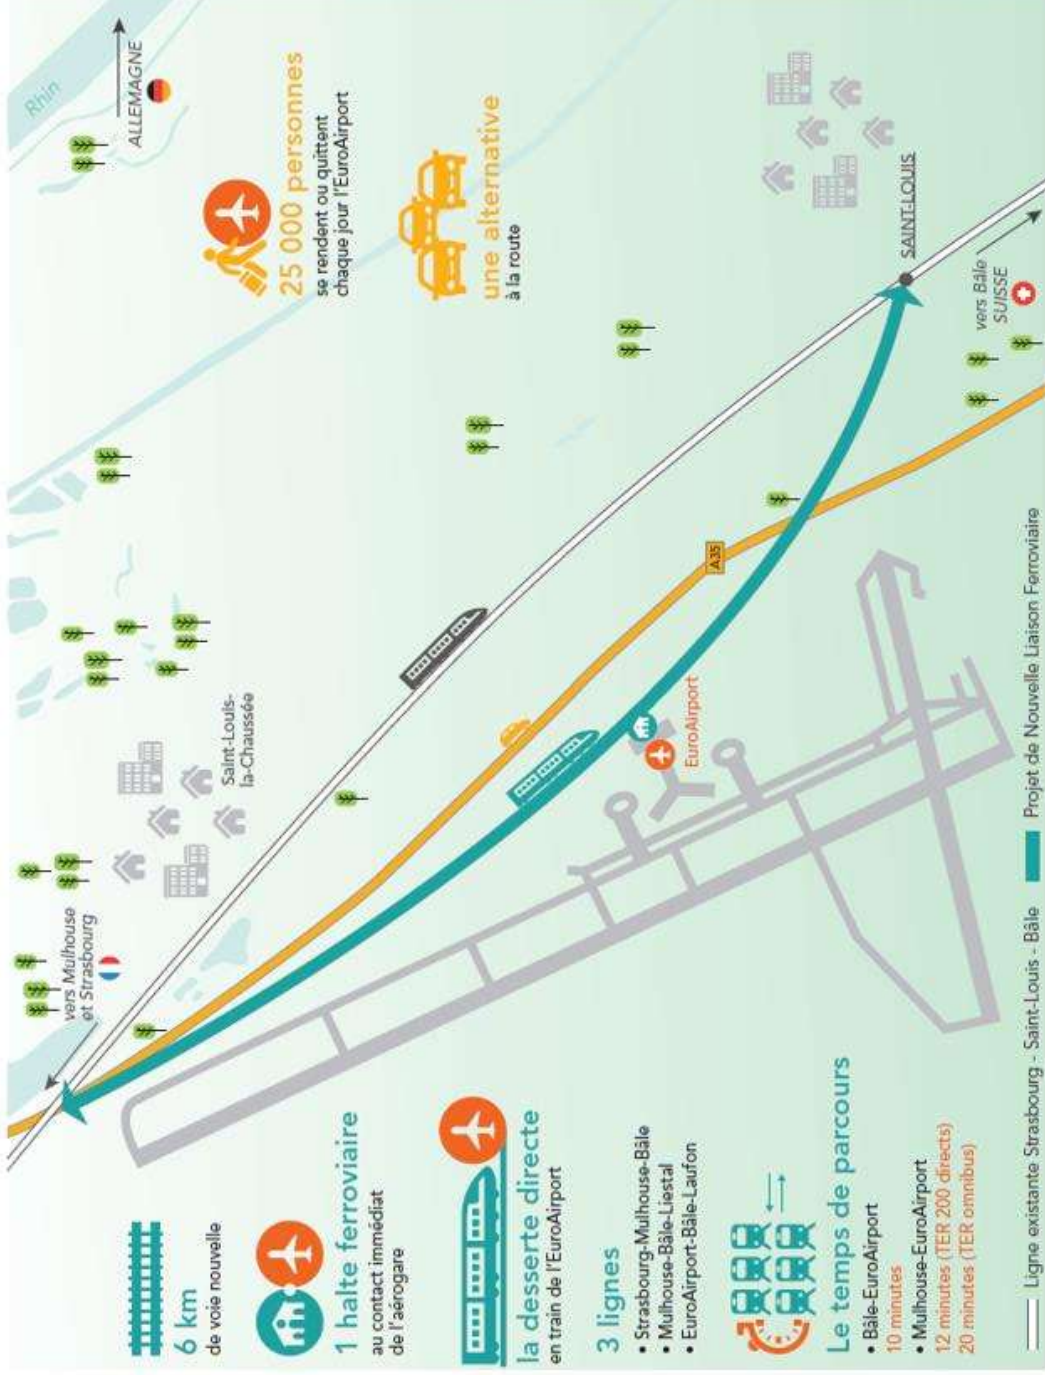 6 km
de voie nouvelle
1 halte ferroviaire
au contact immédiat
de l'aérogare
la desserte directe
en train de l'EuroAirport
3 lignes
• Strasbourg-Mulhouse-Bâle
• Mulhouse-Bâle-Liestal
• EuroAirport-Bâle-Laufon
Le temps de parcours
• Bâle-EuroAirport
10 minutes
• Mulhouse-EuroAirport
12 minutes (TER 200 directs)
20 minutes (TER omnibus)
vers Mulhouse
et Strasbourg
Saint-Louis-
la-Chaussée
EuroAirport
A35
Rhin
ALLEMAGNE
25 000 personnes
se rendent ou quittent
chaque jour l'EuroAirport
une alternative
à la route
SAINT-LOUIS
vers Bâle
SUISSE
Ligne existante Strasbourg - Saint-Louis - Bâle
Projet de Nouvelle Liaison Ferroviaire